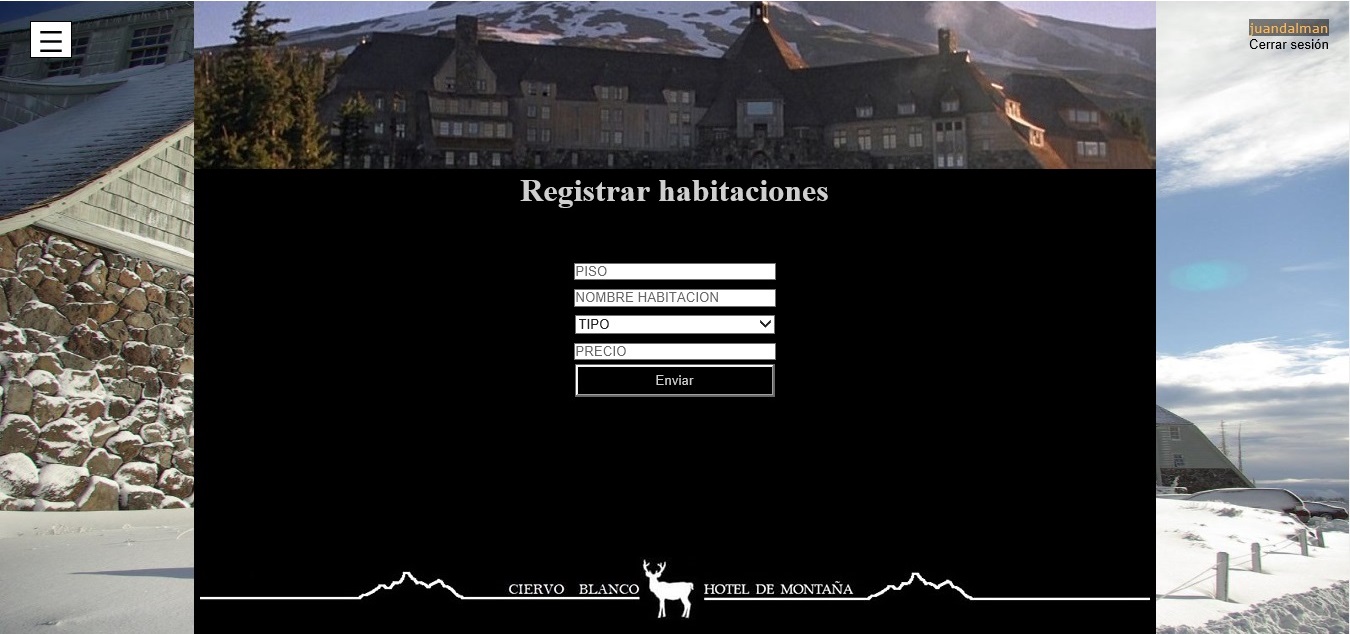 juandalman
Cerrar sesión
Registrar habitaciones
PISO
NOMBRE HABITACION
TIPO
PRECIO
Enviar
CIERVO BLANCO HOTEL DE MONTAÑA